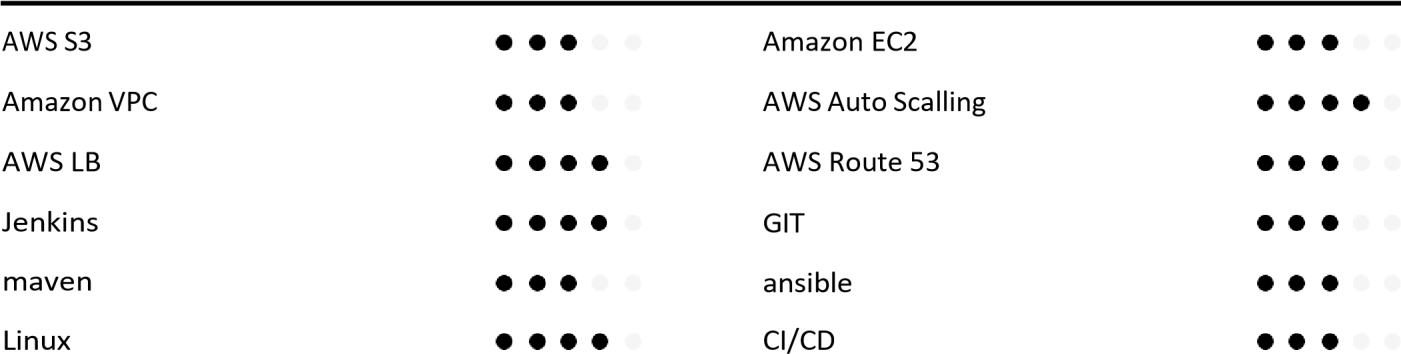 AWS S3 Amazon EC2
Amazon VPC AWS Auto Scalling
AWS LB AWS Route 53
Jenkins GIT
maven ansible
Linux CI/CD